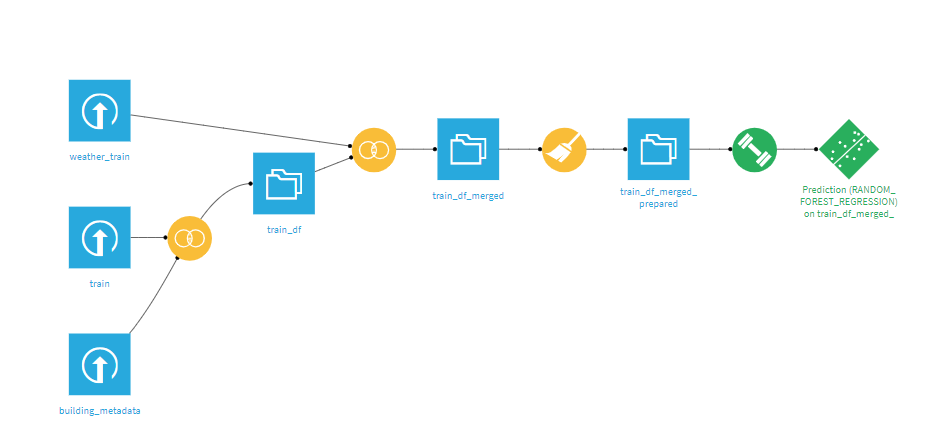 weather_train
train_df
train
building_metadata
train_df_merged
train_df_merged_
prepared
Prediction (RANDOM_
FOREST_REGRESSION)
on train_df_merged_